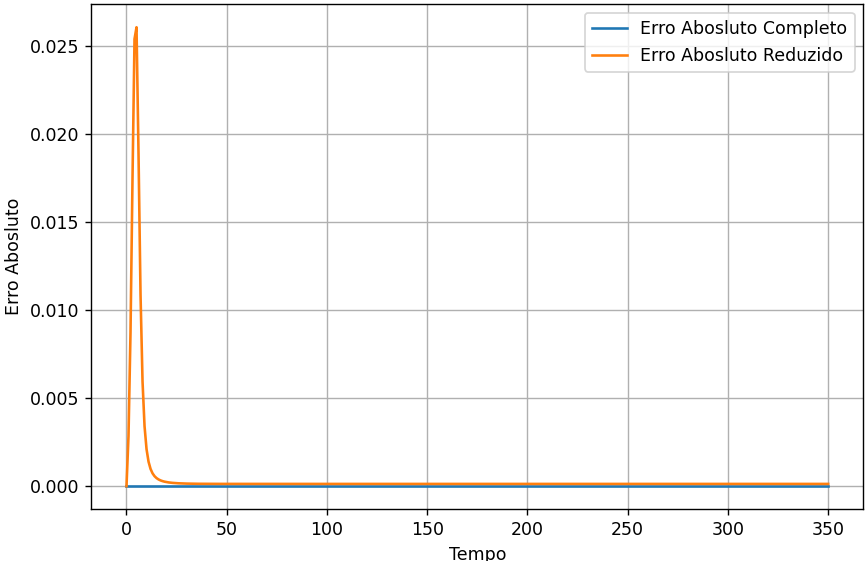 Erro Abosluto Completo
Erro Abosluto Reduzido
Erro Abosluto
0.025
0.020
0.015
0.010
0.005
0.000
0 50 100 150 200 250 300 350
Tempo